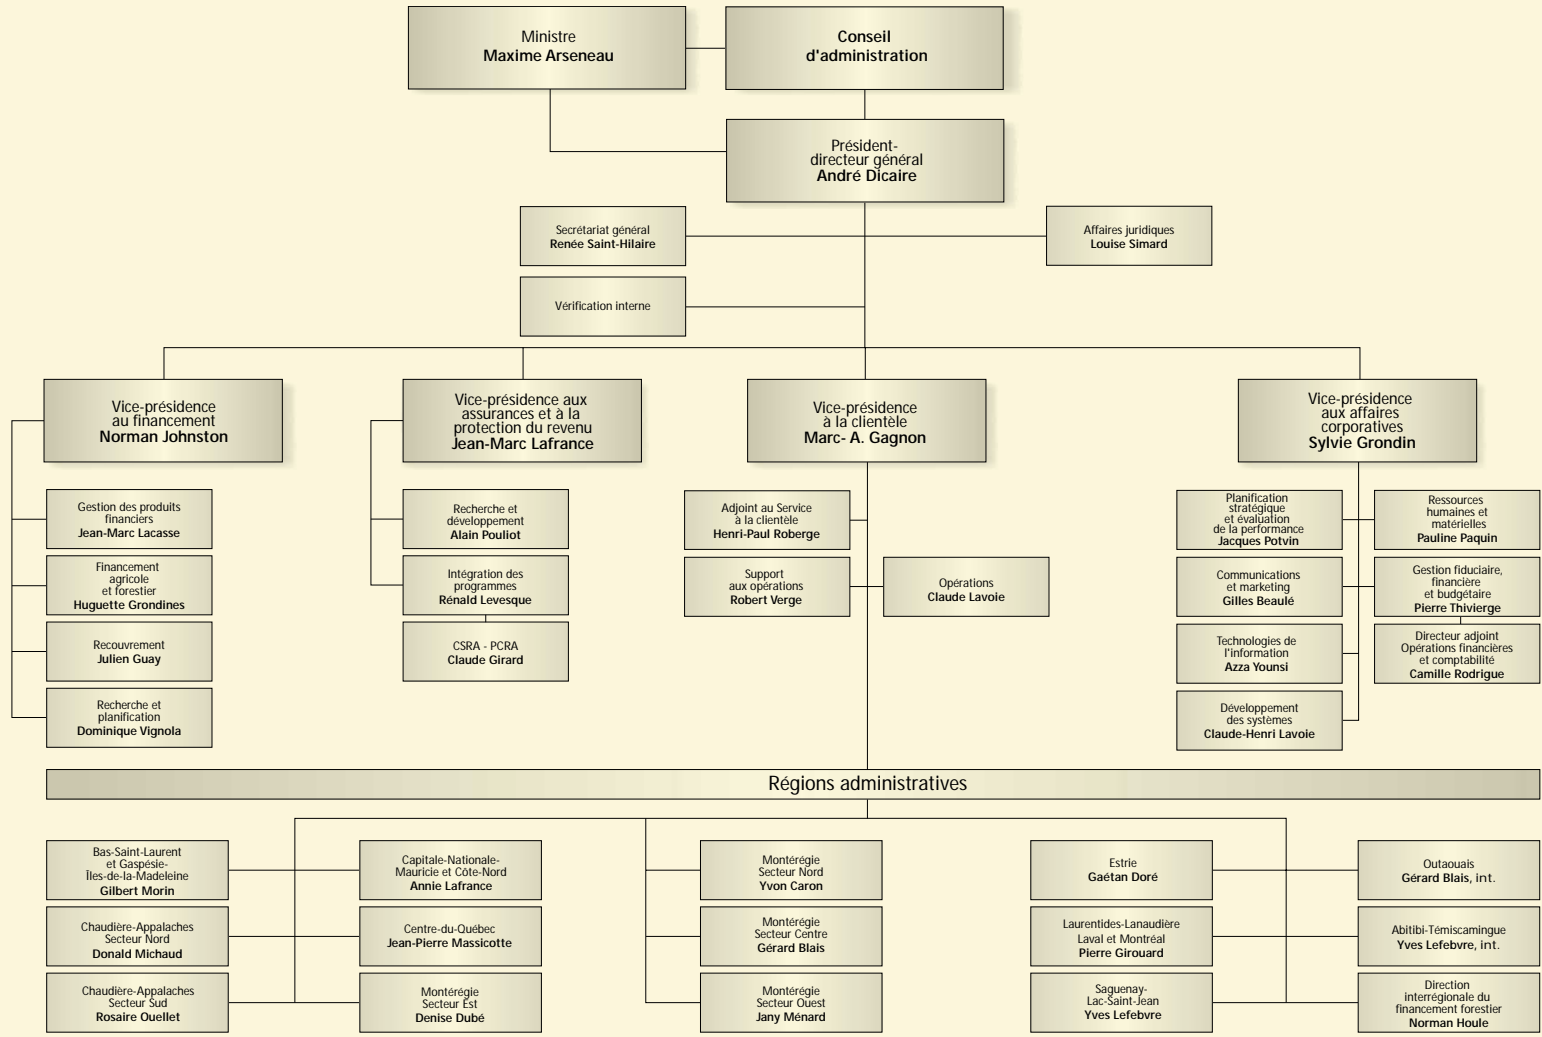 Ministre
Maxime Arseneau
Conseil
d'administration
Président-
directeur général
André Dicaire
Secrétariat général
Renée Saint-Hilaire
Affaires juridiques
Louise Simard
Vérification interne
Vice-présidence
au financement
Norman Johnston
Vice-présidence aux
assurances et à la
protection du revenu
Jean-Marc Lafrance
Vice-présidence
à la clientèle
Marc- A. Gagnon
Vice-présidence
aux affaires
corporatives
Sylvie Grondin
Gestion des produits
financiers
Jean-Marc Lacasse
Financement
agricole
et forestier
Huguette Grondines
Recouvrement
Julien Guay
Recherche et
planification
Dominique Vignola
Recherche et
développement
Alain Pouliot
Intégration des
programmes
Rénald Levesque
CSRA - PCRA
Claude Girard
Adjoint au Service
à la clientèle
Henri-Paul Roberge
Support
aux opérations
Robert Verge
Opérations
Claude Lavoie
Planification
stratégique
et évaluation
de la performance
Jacques Potvin
Ressources
humaines et
matérielles
Pauline Paquin
Communications
et marketing
Gilles Beaulé
Gestion fiduciaire,
financière
et budgétaire
Pierre Thivierge
Technologies de
l'information
Azza Younsi
Directeur adjoint
Opérations financières
et comptabilité
Camille Rodrigue
Développement
des systèmes
Claude-Henri Lavoie
Régions administratives
Bas-Saint-Laurent
et Gaspésie-
Îles-de-la-Madeleine
Gilbert Morin
Capitale-Nationale-
Mauricie et Côte-Nord
Annie Lafrance
Montérégie
Secteur Nord
Yvon Caron
Estrie
Gaétan Doré
Outaouais
Gérard Blais, int.
Chaudière-Appalaches
Secteur Nord
Donald Michaud
Centre-du-Québec
Jean-Pierre Massicotte
Montérégie
Secteur Centre
Gérard Blais
Laurentides-Lanaudière
Laval et Montréal
Pierre Girouard
Abitibi-Témiscamingue
Yves Lefebvre, int.
Chaudière-Appalaches
Secteur Sud
Rosaire Ouellet
Montérégie
Secteur Est
Denise Dubé
Montérégie
Secteur Ouest
Jany Ménard
Saguenay-
Lac-Saint-Jean
Yves Lefebvre
Direction
interrégionale du
financement forestier
Norman Houle